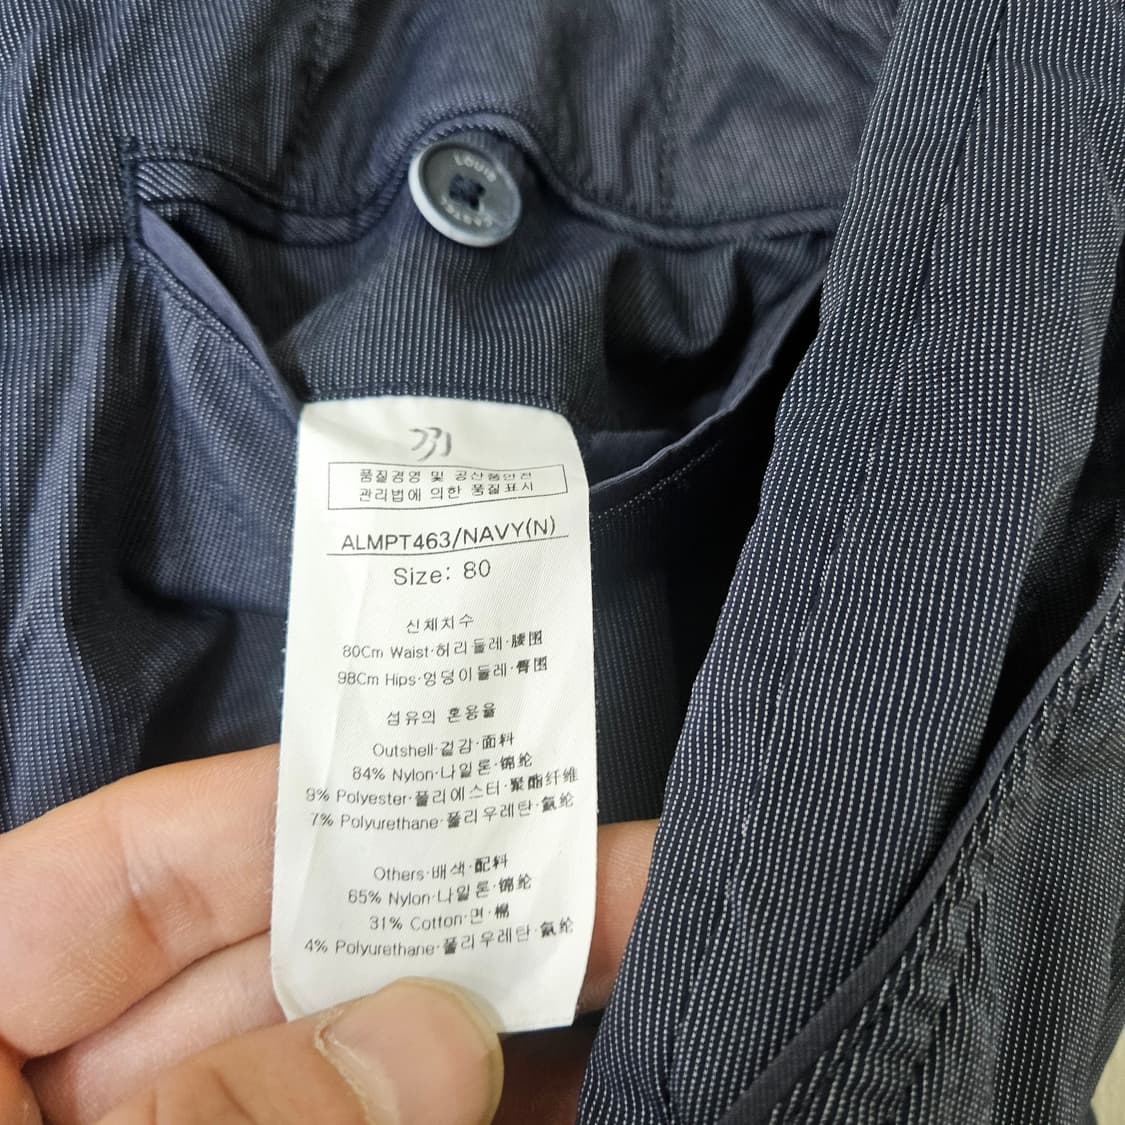 LOUIS
CASTEL
품질경영 및 공산품안전
관리법에 의한 품질표시
ALMPT463/NAVY(N)
Size: 80
신체치수
80Cm Waist·허리둘레·腰围
98Cm Hips·엉덩이둘레·臀围
섬유의 혼용율
Outshell·겉감·面料
84% Nylon·나일론·锦纶
9% Polyester·폴리에스터·聚酯纤维
7% Polyurethane·폴리우레탄·氨纶
Others·배색·配料
65% Nylon·나일론·锦纶
31% Cotton·면·棉
4% Polyurethane·폴리우레탄·氨纶